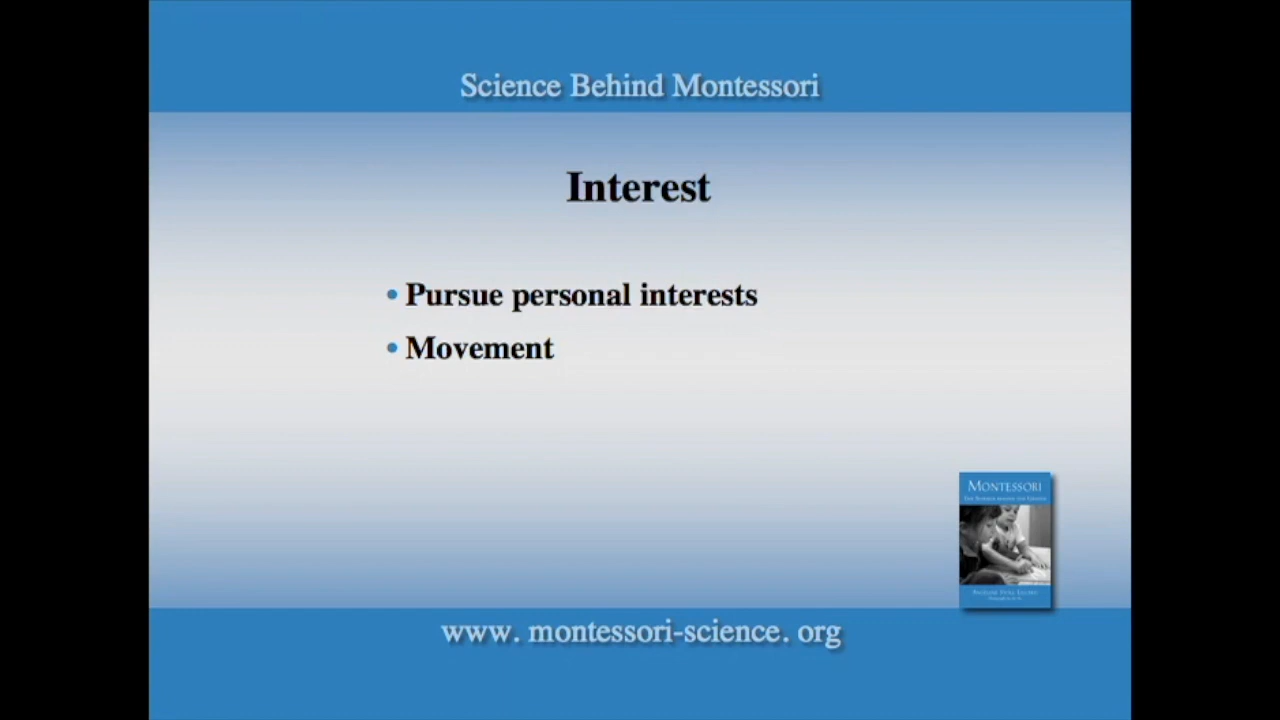 Science Behind Montessori
Interest
• Pursue personal interests
• Movement
MONTESSORI
www. montessori-science. org